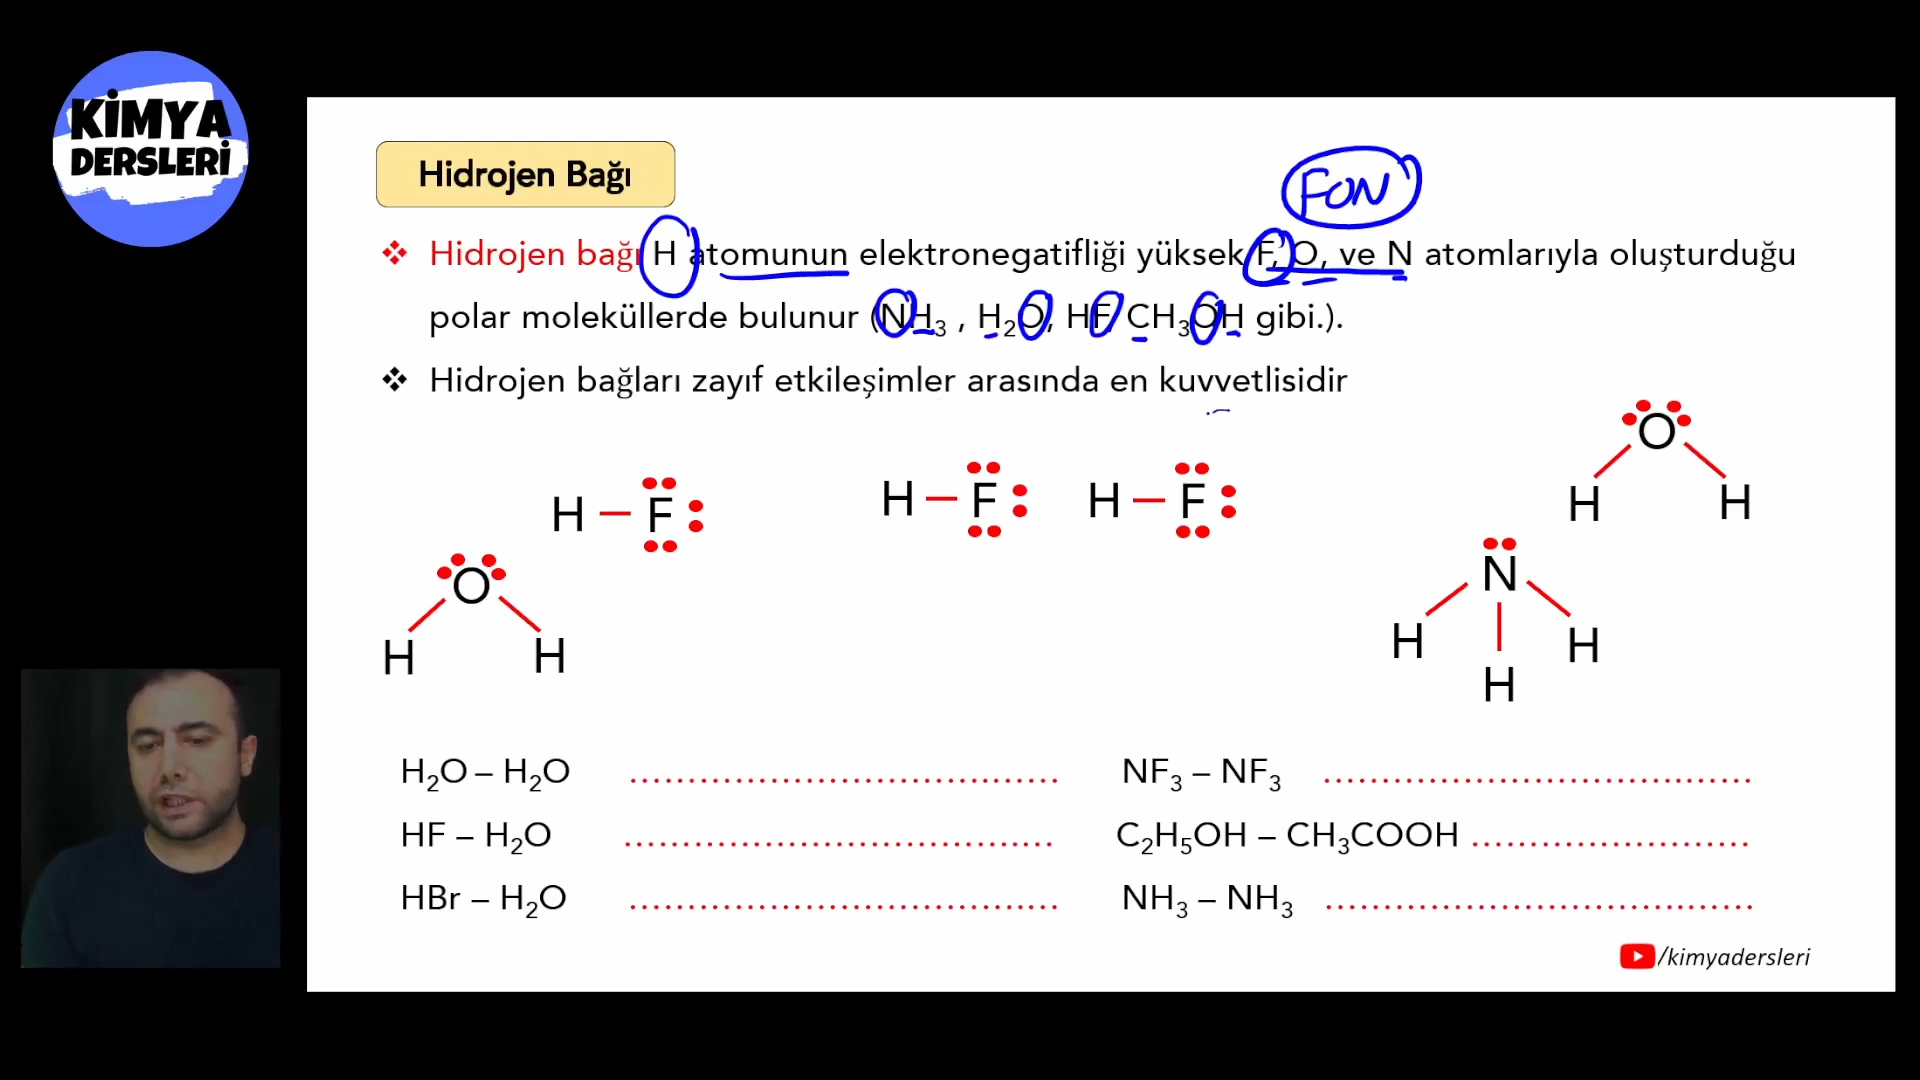 KİMYA
DERSLERİ
Hidrojen Bağı
FON
Hidrojen bağı H atomunun elektronegatifliği yüksek F, O, ve N atomlarıyla oluşturduğu
polar moleküllerde bulunur (NH3 , H2O, HF, CH3OH gibi.).
Hidrojen bağları zayıf etkileşimler arasında en kuvvetlisidir
H – F
H – F
H – F
O
H H
O
H H
N
H H
H
H2O – H2O ....................................
NF3 – NF3 ....................................
HF – H2O ....................................
C2H5OH – CH3COOH ........................
HBr – H2O ....................................
NH3 – NH3 ....................................
/kimyadersleri